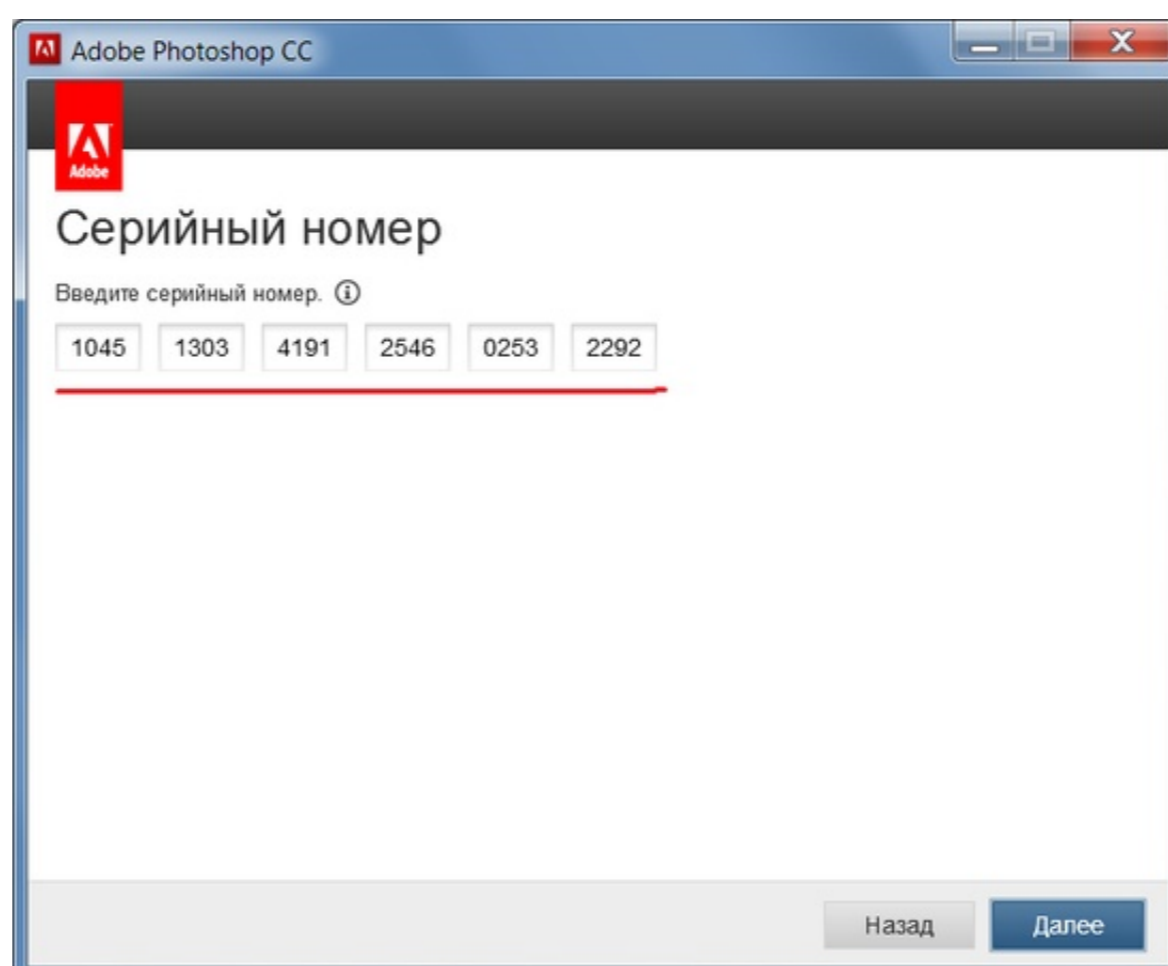 Adobe Photoshop CC
Adobe
Серийный номер
Введите серийный номер.
1045 1303 4191 2546 0253 2292
Назад Далее